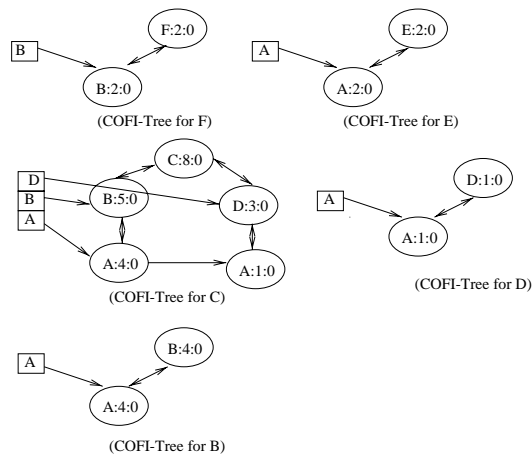 F:2:0
B
B:2:0
(COFI-Tree for F)
E:2:0
A
A:2:0
(COFI-Tree for E)
C:8:0
D
B
A
B:5:0
D:3:0
A:4:0
A:1:0
(COFI-Tree for C)
D:1:0
A
A:1:0
(COFI-Tree for D)
B:4:0
A
A:4:0
(COFI-Tree for B)